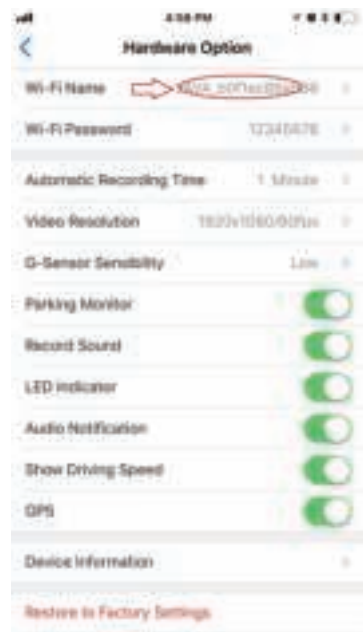 4:58 PM
Hardware Option
Wi-Fi Name
Wi-Fi Password 12345678
Automatic Recording Time 1 Minute
Video Resolution
G-Sensor Sensibility Low
Parking Monitor
Record Sound
LED Indicator
Audio Notification
Show Driving Speed
GPS
Device Information
Restore to Factory Settings